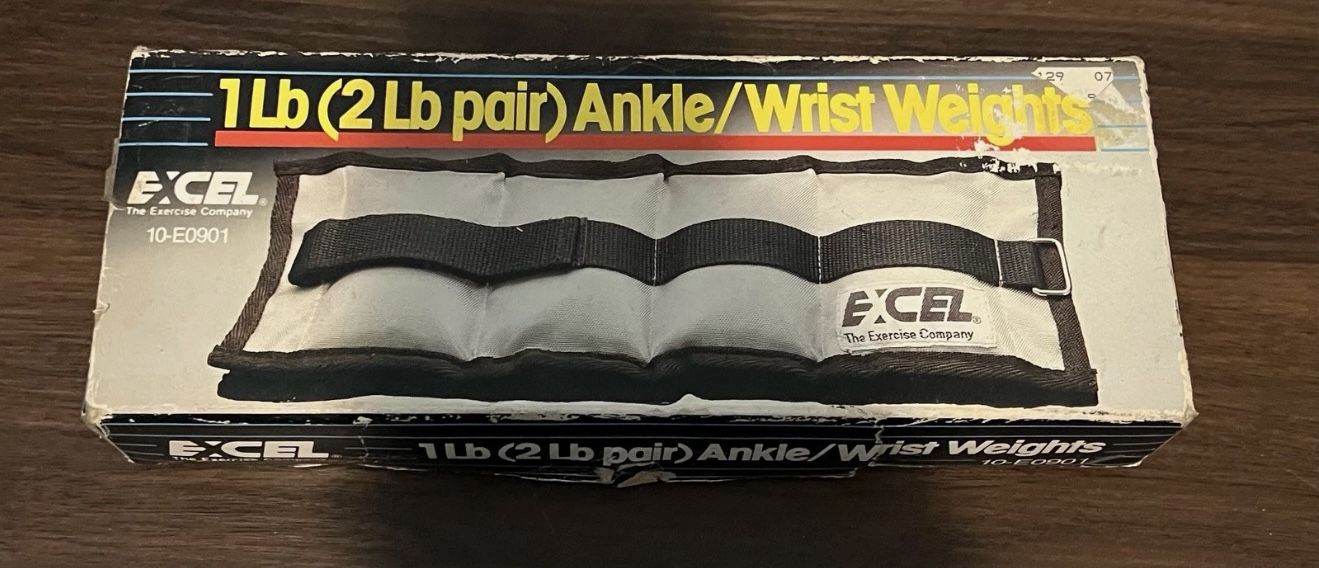 1 Lb (2 Lb pair) Ankle/Wrist Weights
129 07
EXCEL®
The Exercise Company
10-E0901
EXCEL®
The Exercise Company
EXCEL®
The Exercise Company
1 Lb (2 Lb pair) Ankle/Wrist Weights
10-E0901